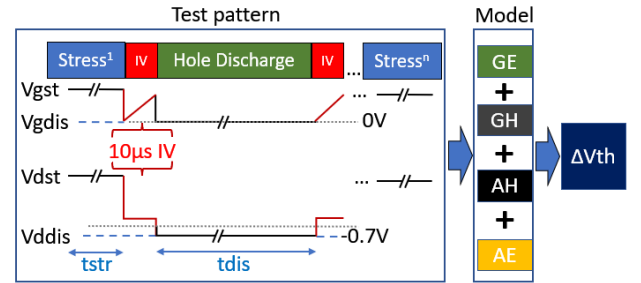 Test pattern
Model
Stress1 IV Hole Discharge IV ... Stressn
Vgst
...
Vgdis
0V
10µs IV
Vdst
...
Vddis
-0.7V
tstr
tdis
GE
+
GH
+
AH
+
AE
ΔVth